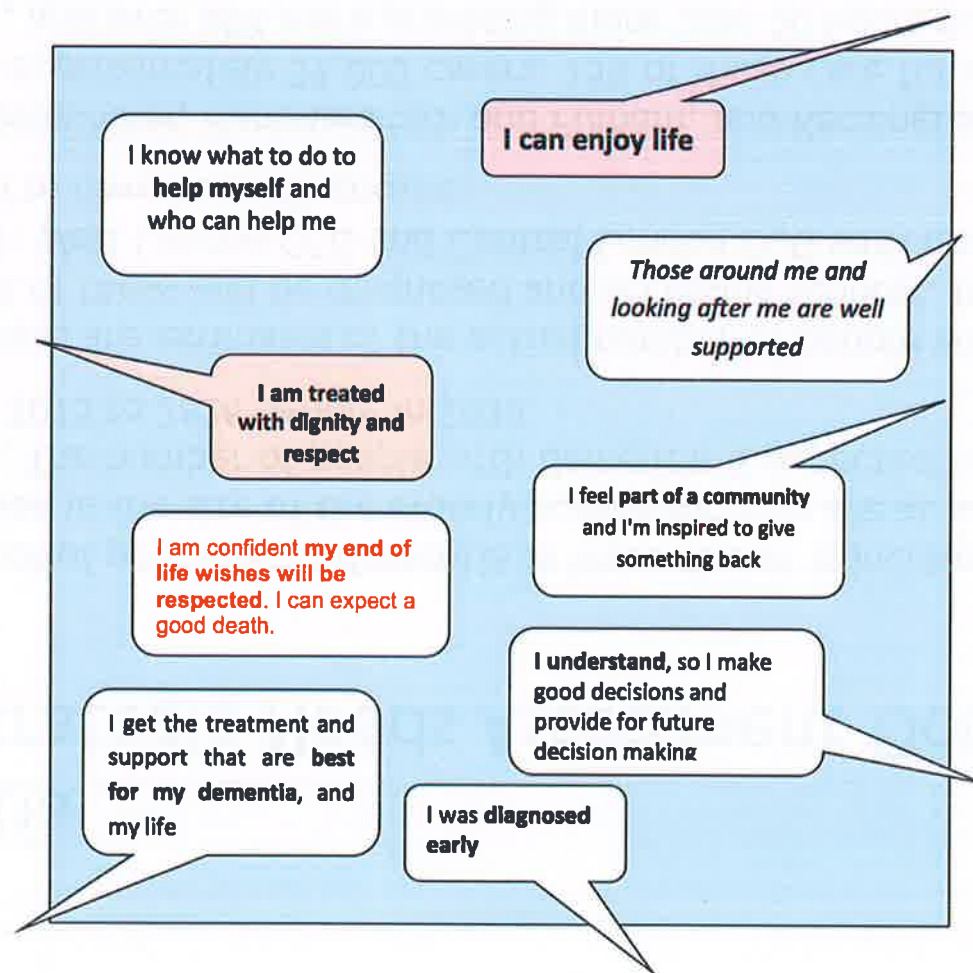 I can enjoy life
I know what to do to
help myself and
who can help me
Those around me and
looking after me are well
supported
I am treated
with dignity and
respect
I feel part of a community
and I'm inspired to give
something back
I am confident my end of
life wishes will be
respected. I can expect a
good death.
I understand, so I make
good decisions and
provide for future
decision making
I get the treatment and
support that are best
for my dementia, and
my life
I was diagnosed
early